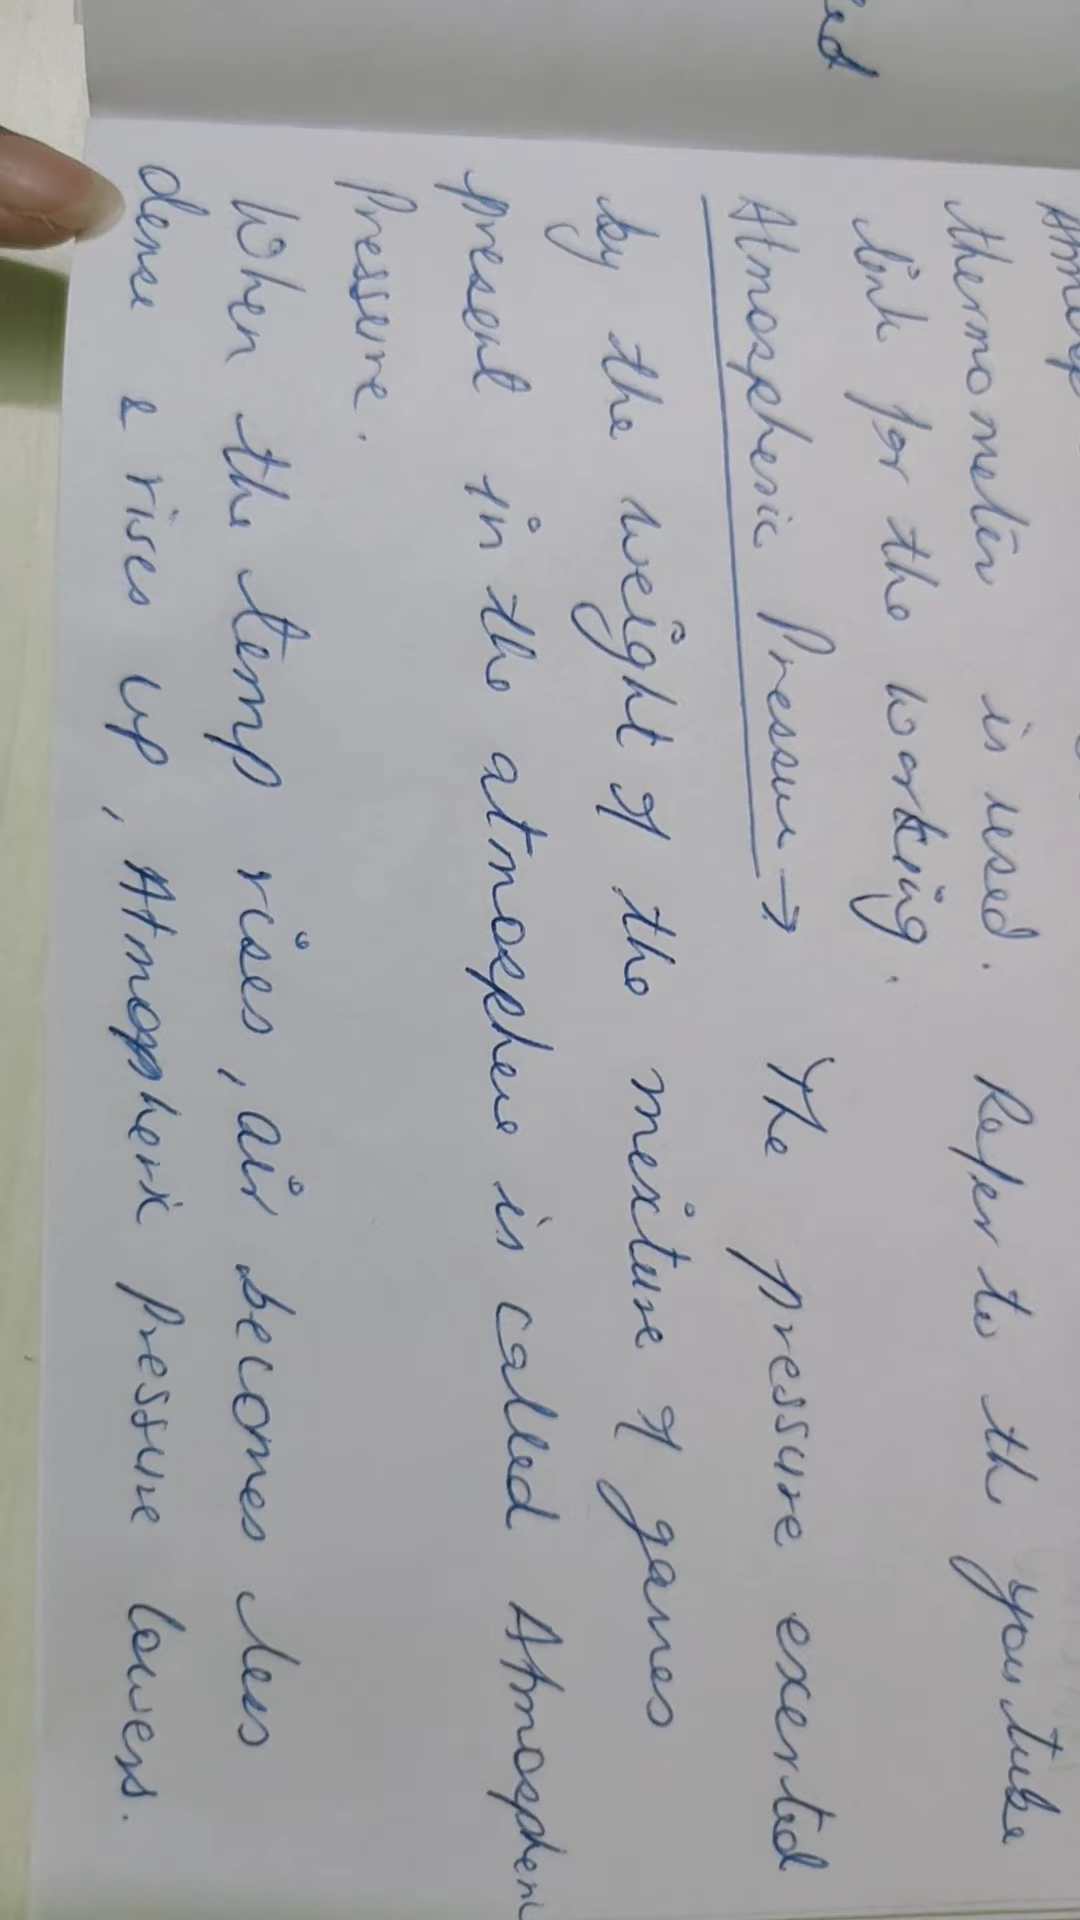 ed
thermometer is used. Refer to the youtube
link for the working.
Atmospheric Pressure → The pressure exerted
by the weight of the mixture of gases
present in the atmosphere is called Atmospheric
Pressure.
When the temp rises, air becomes less
dense & rises up, Atmospheric pressure lowers.